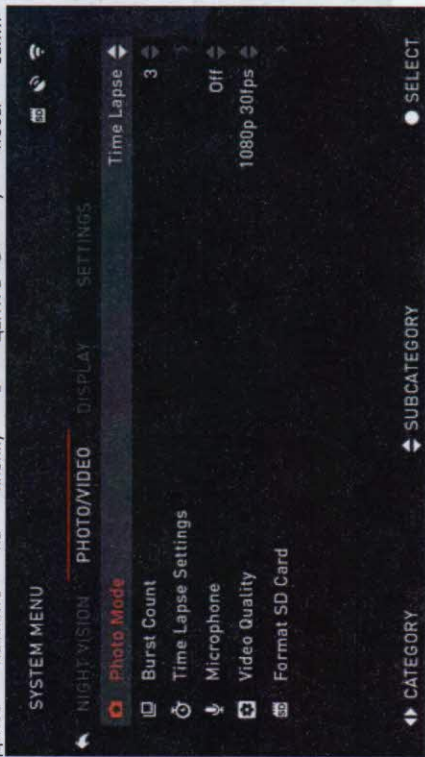 SYSTEM MENU
NIGHT VISION PHOTO/VIDEO DISPLAY SETTINGS
Photo Mode Time Lapse
Burst Count 3
Time Lapse Settings
Microphone Off
Video Quality 1080p 30fps
SD Format SD Card
CATEGORY SUBCATEGORY SELECT